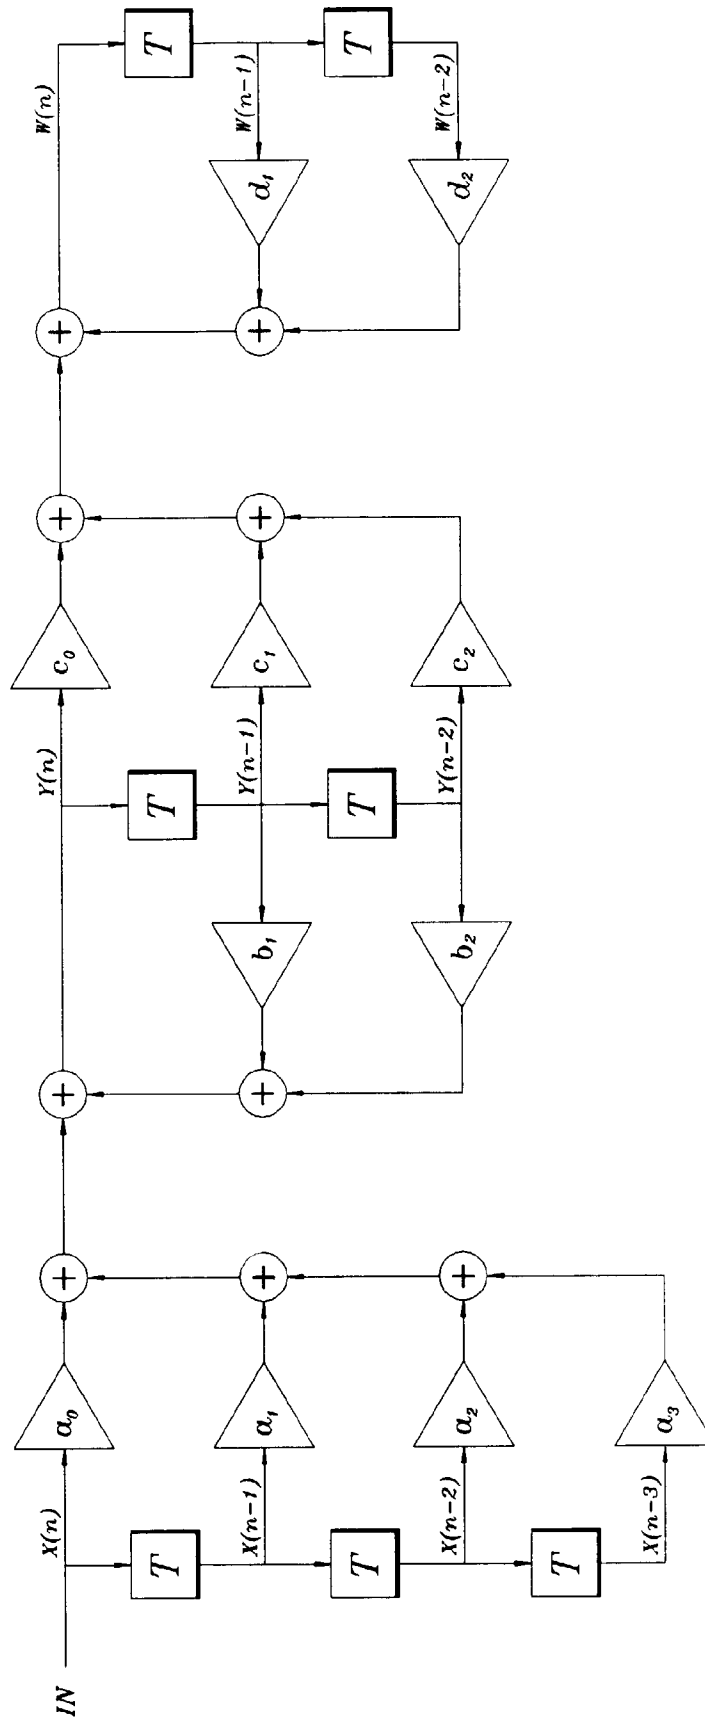 IN
X(n)
a₀
T
X(n-1)
a₁
T
X(n-2)
a₂
T
X(n-3)
a₃
+
+
+
+
+
b₁
b₂
Y(n)
T
Y(n-1)
T
Y(n-2)
c₀
c₁
c₂
+
+
+
+
d₁
d₂
W(n)
T
W(n-1)
T
W(n-2)